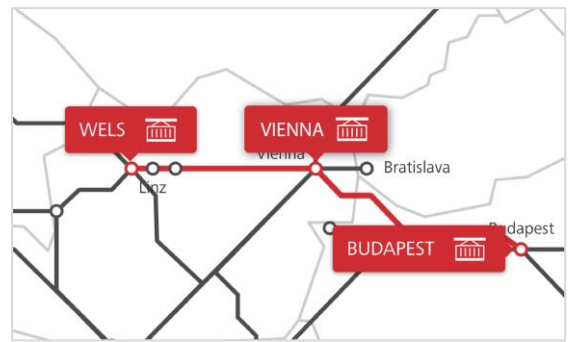 WELS
VIENNA
Vienna
Linz
Bratislava
Budapest
BUDAPEST